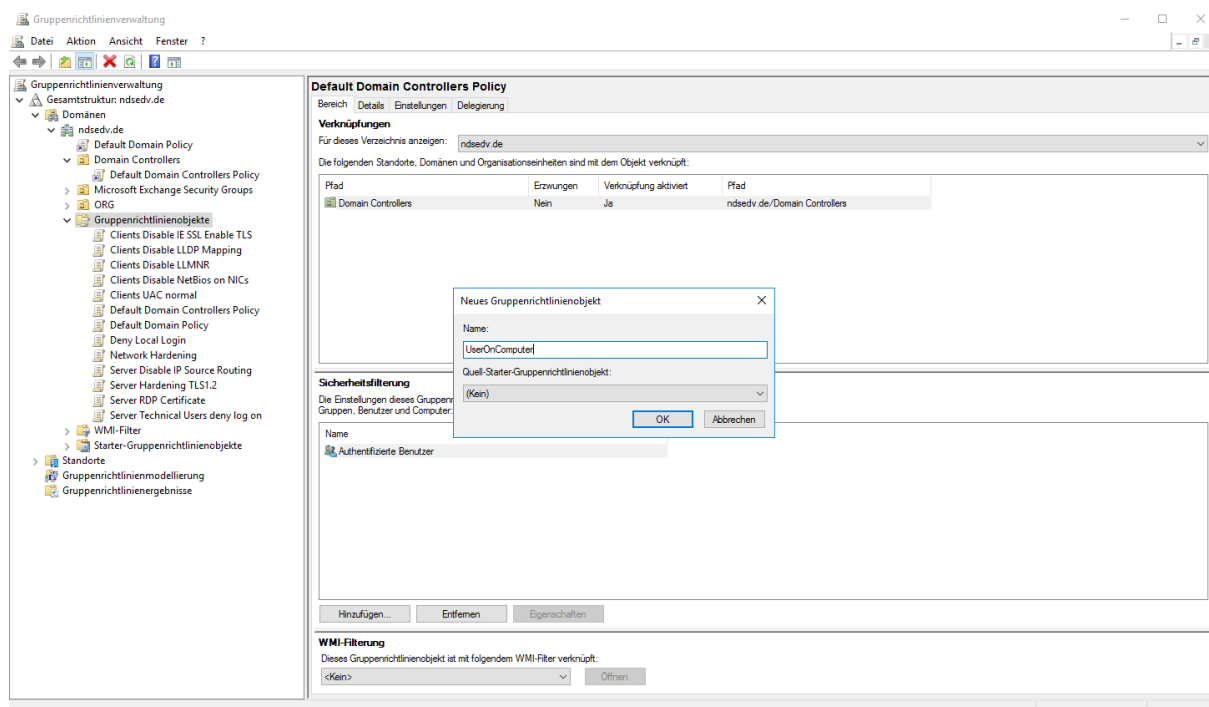 Gruppenrichtlinienverwaltung
Datei Aktion Ansicht Fenster ?
Gruppenrichtlinienverwaltung
Gesamtstruktur: ndsedv.de
Domänen
ndsedv.de
Default Domain Policy
Domain Controllers
Default Domain Controllers Policy
Microsoft Exchange Security Groups
ORG
Gruppenrichtlinienobjekte
Clients Disable IE SSL Enable TLS
Clients Disable LLDP Mapping
Clients Disable LLMNR
Clients Disable NetBios on NICs
Clients UAC normal
Default Domain Controllers Policy
Default Domain Policy
Deny Local Login
Network Hardening
Server Disable IP Source Routing
Server Hardening TLS1.2
Server RDP Certificate
Server Technical Users deny log on
WMI-Filter
Starter-Gruppenrichtlinienobjekte
Standorte
Gruppenrichtlinienmodellierung
Gruppenrichtlinienergebnisse
Default Domain Controllers Policy
Bereich Details Einstellungen Delegierung
Verknüpfungen
Für dieses Verzeichnis anzeigen: ndsedv.de
Die folgenden Standorte, Domänen und Organisationseinheiten sind mit dem Objekt verknüpft:
Pfad Erzwungen Verknüpfung aktiviert Pfad
Domain Controllers Nein Ja ndsedv.de/Domain Controllers
Neues Gruppenrichtlinienobjekt
Name:
UserOnComputer
Quell-Starter-Gruppenrichtlinienobjekt:
(Kein)
OK Abbrechen
Sicherheitsfilterung
Die Einstellungen dieses Gruppenr
Gruppen, Benutzer und Computer:
Name
Authentifizierte Benutzer
Hinzufügen... Entfernen Eigenschaften
WMI-Filterung
Dieses Gruppenrichtlinienobjekt ist mit folgendem WMI-Filter verknüpft:
<Kein> Öffnen